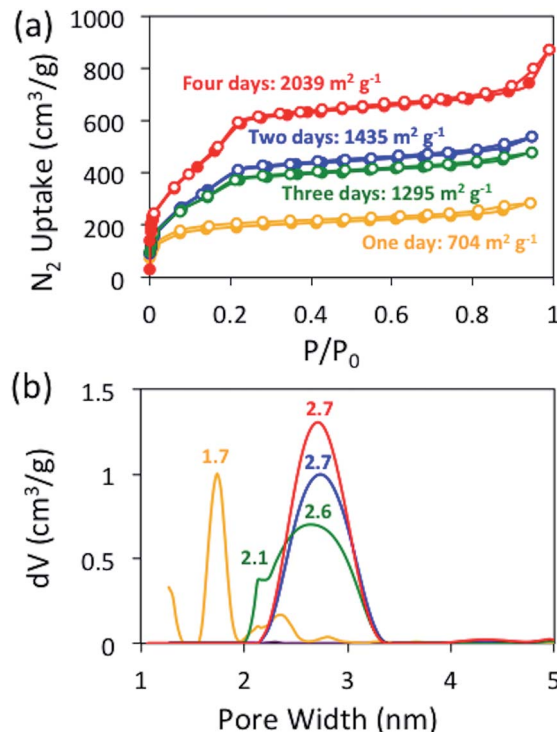 (a)
1000
800
600
400
200
0
N₂ Uptake (cm³/g)
Four days: 2039 m² g⁻¹
Two days: 1435 m² g⁻¹
Three days: 1295 m² g⁻¹
One day: 704 m² g⁻¹
0 0.2 0.4 0.6 0.8 1
P/P₀
(b)
1.5
1
0.5
0
dV (cm³/g)
2.7
1.7
2.7
2.6
2.1
1 2 3 4 5
Pore Width (nm)